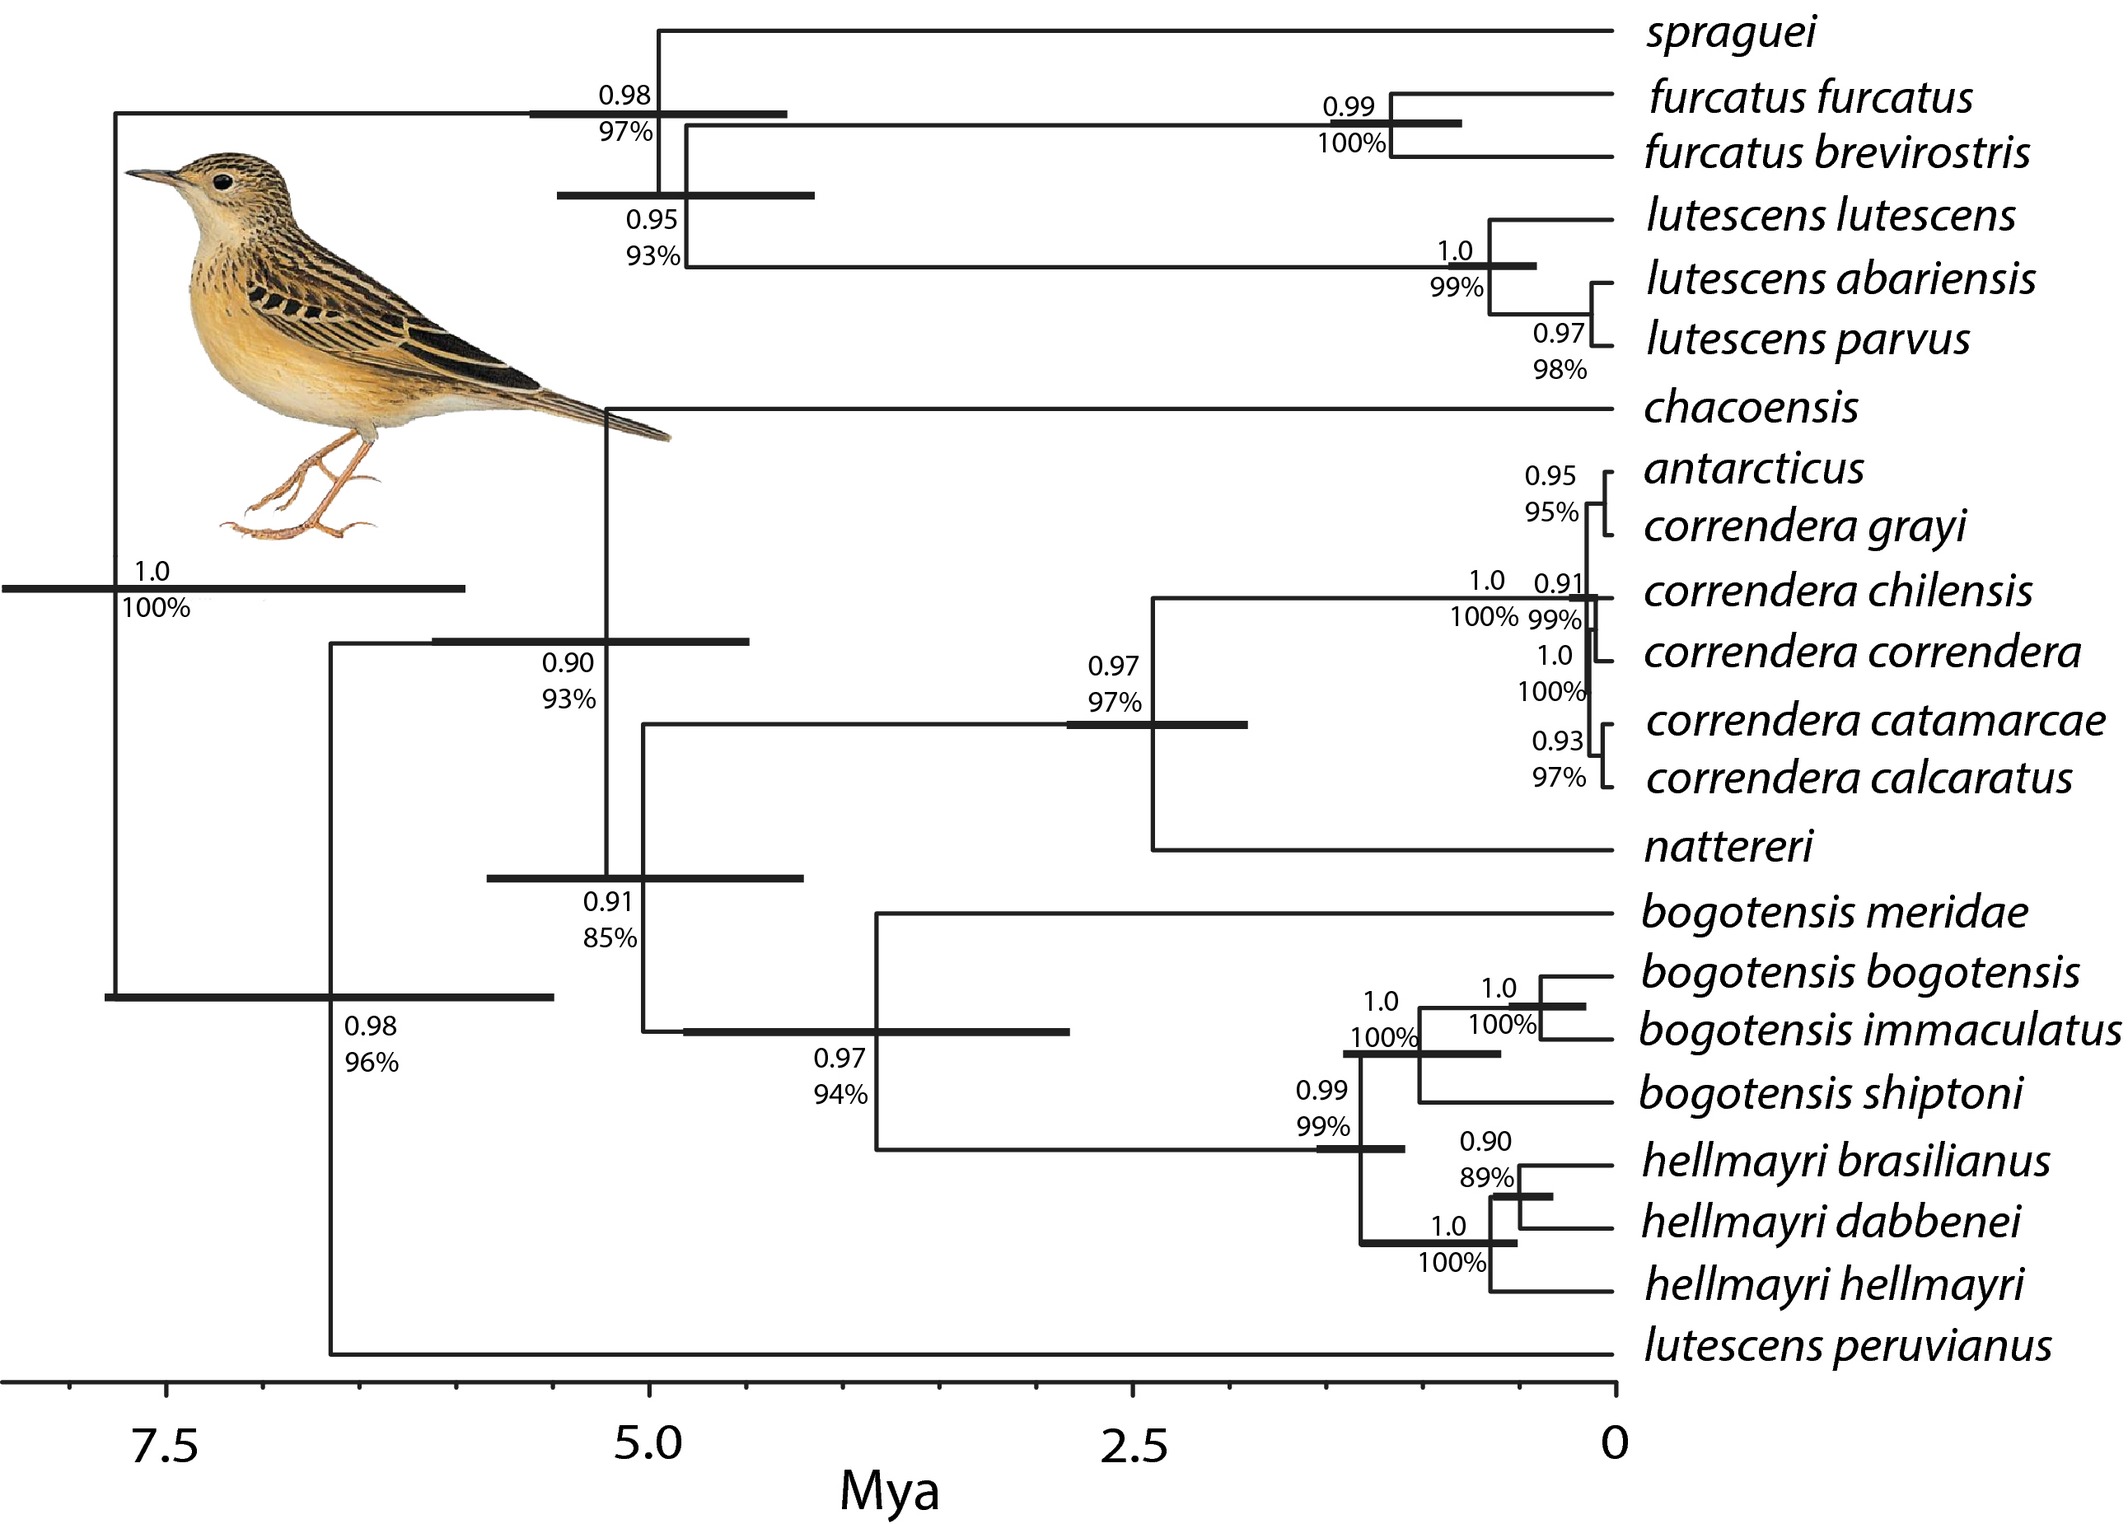 spraguei
0.98
furcatus furcatus
0.99
97%
100%
furcatus brevirostris
lutescens lutescens
0.95
93%
1.0
lutescens abariensis
99%
0.97
lutescens parvus
98%
chacoensis
antarcticus
0.95
95%
correndera grayi
1.0
100%
1.0 0.91
correndera chilensis
100% 99%
correndera correndera
1.0
100%
0.90
93%
0.97
97%
correndera catamarcae
0.93
97%
correndera calcaratus
nattereri
0.91
85%
bogotensis meridae
bogotensis bogotensis
1.0
1.0
100%
100%
bogotensis immaculatus
0.98
96%
0.97
94%
0.99
99%
bogotensis shiptoni
0.90
89%
hellmayri brasilianus
hellmayri dabbenei
1.0
100%
hellmayri hellmayri
lutescens peruvianus
7.5 5.0 2.5 0
Mya